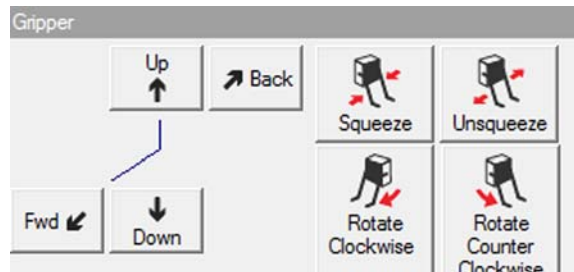 Gripper
Up
Back
Squeeze
Unsqueeze
Fwd
Down
Rotate
Clockwise
Rotate
Counter
Clockwise